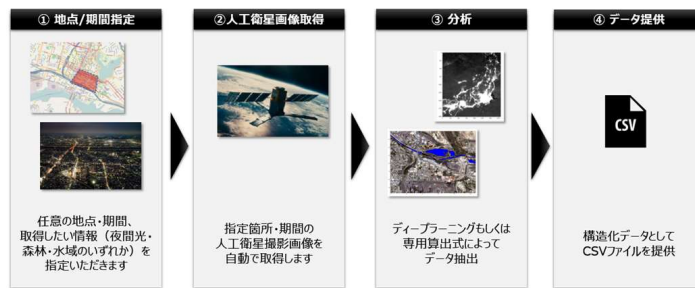 ① 地点/期間指定
任意の地点・期間、
取得したい情報（夜間光・
森林・水域のいずれか）を
指定いただきます
②人工衛星画像取得
指定箇所・期間の
人工衛星撮影画像を
自動で取得します
③ 分析
ディープラーニングもしくは
専用算出式によって
データ抽出
④ データ提供
CSV
構造化データとして
CSVファイルを提供